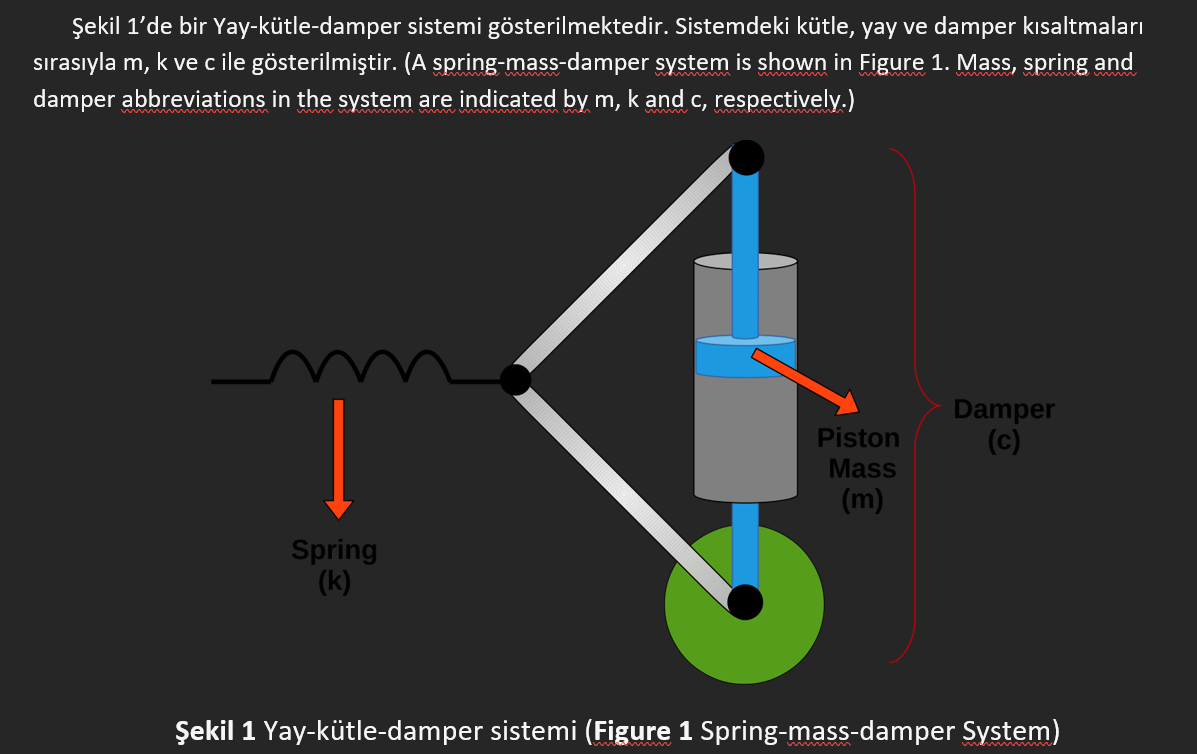 Şekil 1’de bir Yay-kütle-damper sistemi gösterilmektedir. Sistemdeki kütle, yay ve damper kısaltmaları
sırasıyla m, k ve c ile gösterilmiştir. (A spring-mass-damper system is shown in Figure 1. Mass, spring and
damper abbreviations in the system are indicated by m, k and c, respectively.)
Damper
(c)
Piston
Mass
(m)
Spring
(k)
Şekil 1 Yay-kütle-damper sistemi (Figure 1 Spring-mass-damper System)